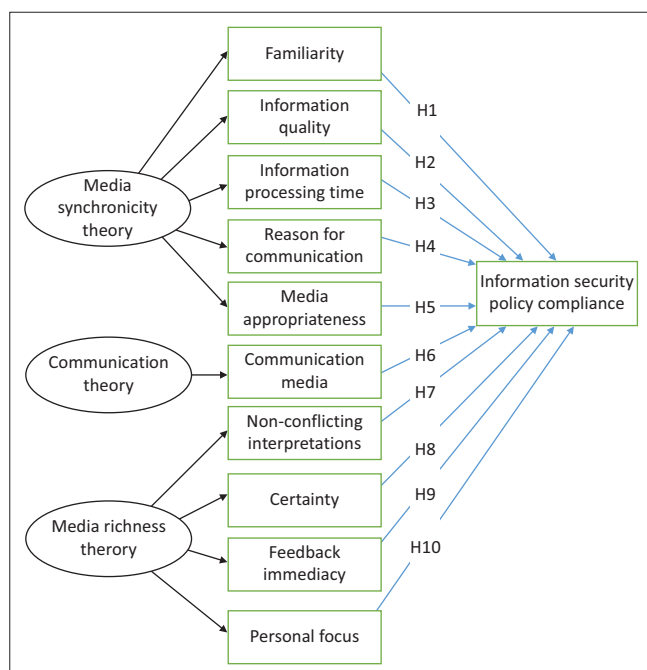 Familiarity
H1
Information
quality
H2
Information
processing time
H3
Media
synchronicity
theory
Reason for
communication
H4
Information security
policy compliance
Media
appropriateness
H5
Communication
theory
Communication
media
H6
H7
Non-conflicting
interpretations
H8
Certainty
H9
Media richness
therory
Feedback
immediacy
H10
Personal focus